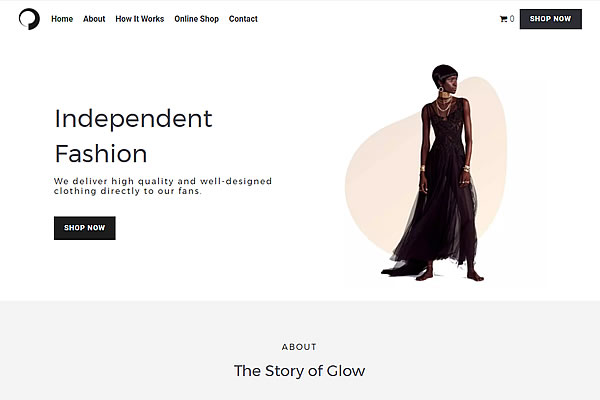 Home About How It Works Online Shop Contact 0 SHOP NOW
Independent
Fashion
We deliver high quality and well-designed
clothing directly to our fans.
SHOP NOW
ABOUT
The Story of Glow